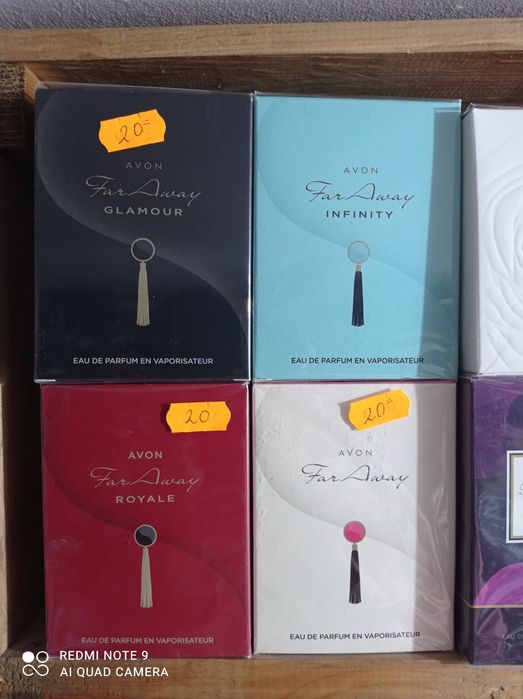 20=
AVON
Far Away
GLAMOUR
EAU DE PARFUM EN VAPORISATEUR
AVON
Far Away
INFINITY
EAU DE PARFUM EN VAPORISATEUR
20
AVON
Far Away
ROYALE
EAU DE PARFUM EN VAPORISATEUR
20=
AVON
Far Away
EAU DE PARFUM EN VAPORISATEUR
REDMI NOTE 9
AI QUAD CAMERA